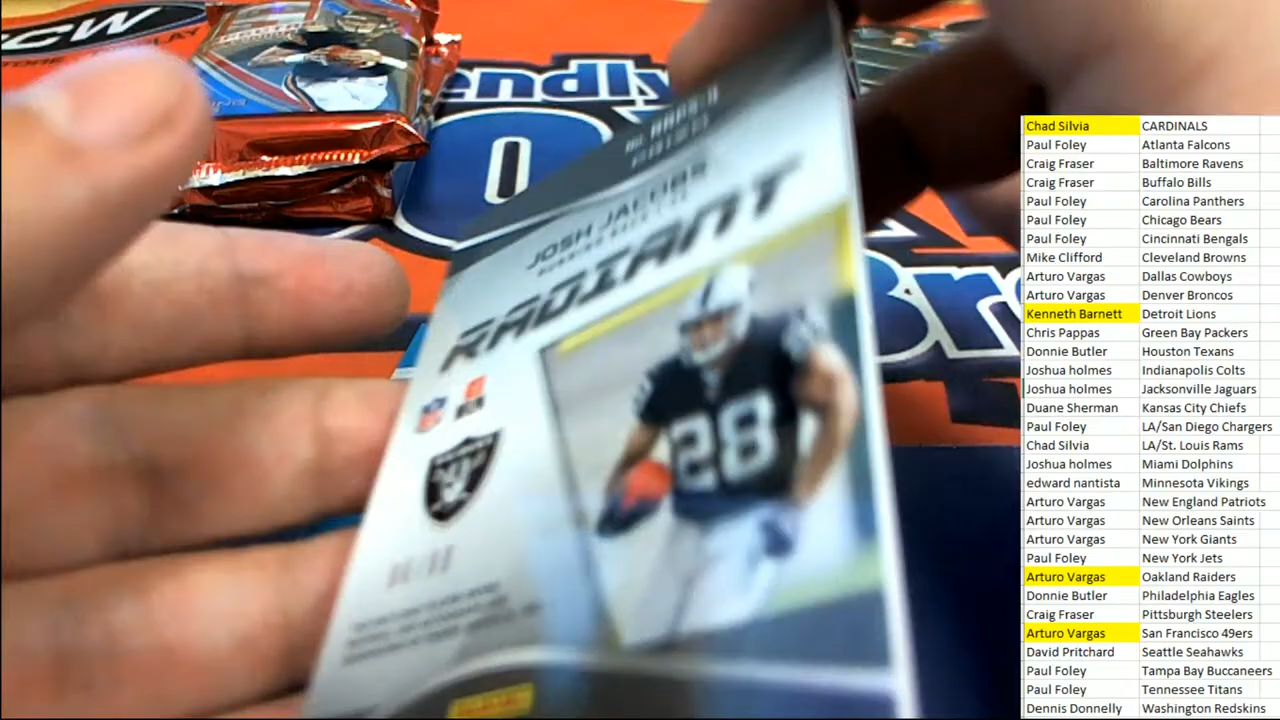 CW
endly
0
Br
JOSH JACOBS
RADIANT
28
Chad Silvia CARDINALS
Paul Foley Atlanta Falcons
Craig Fraser Baltimore Ravens
Craig Fraser Buffalo Bills
Paul Foley Carolina Panthers
Paul Foley Chicago Bears
Paul Foley Cincinnati Bengals
Mike Clifford Cleveland Browns
Arturo Vargas Dallas Cowboys
Arturo Vargas Denver Broncos
Kenneth Barnett Detroit Lions
Chris Pappas Green Bay Packers
Donnie Butler Houston Texans
Joshua holmes Indianapolis Colts
Joshua holmes Jacksonville Jaguars
Duane Sherman Kansas City Chiefs
Paul Foley LA/San Diego Chargers
Chad Silvia LA/St. Louis Rams
Joshua holmes Miami Dolphins
edward nantista Minnesota Vikings
Arturo Vargas New England Patriots
Arturo Vargas New Orleans Saints
Arturo Vargas New York Giants
Paul Foley New York Jets
Arturo Vargas Oakland Raiders
Donnie Butler Philadelphia Eagles
Craig Fraser Pittsburgh Steelers
Arturo Vargas San Francisco 49ers
David Pritchard Seattle Seahawks
Paul Foley Tampa Bay Buccaneers
Paul Foley Tennessee Titans
Dennis Donnelly Washington Redskins